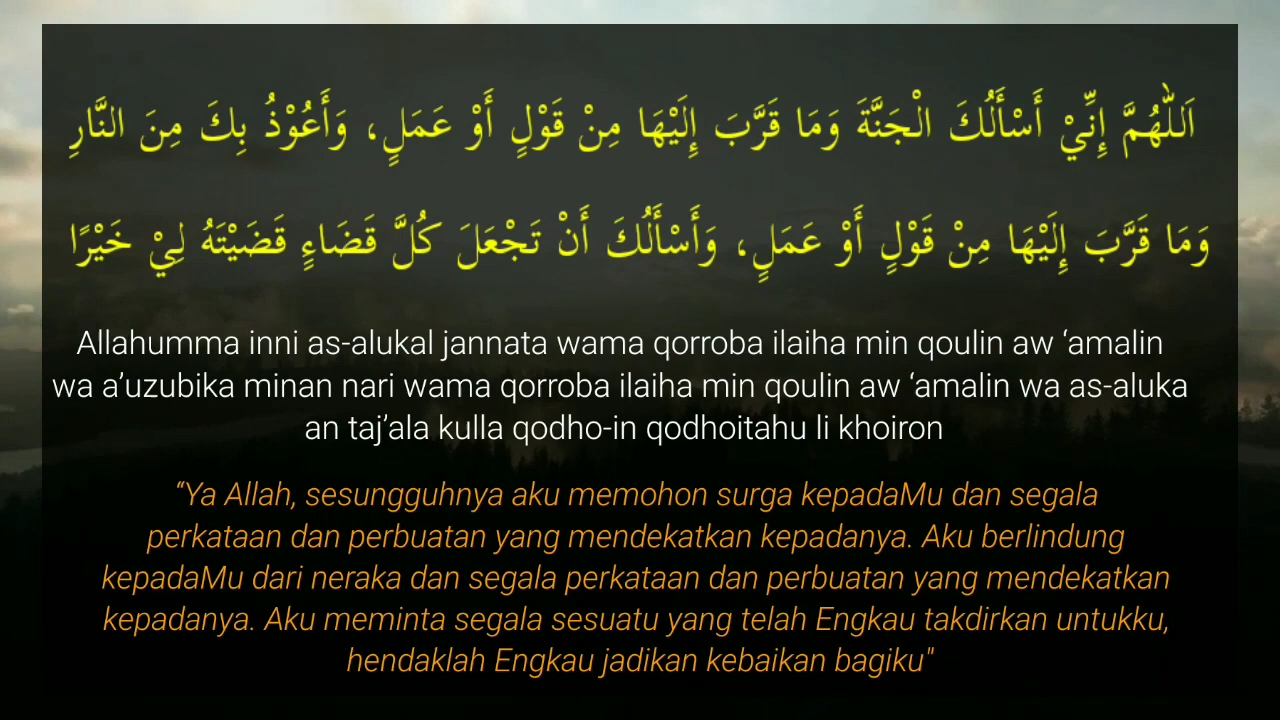 اَللّٰهُمَّ إِنِّيْ أَسْأَلُكَ الْجَنَّةَ وَمَا قَرَّبَ إِلَيْهَا مِنْ قَوْلٍ أَوْ عَمَلٍ، وَأَعُوْذُ بِكَ مِنَ النَّارِ
وَمَا قَرَّبَ إِلَيْهَا مِنْ قَوْلٍ أَوْ عَمَلٍ، وَأَسْأَلُكَ أَنْ تَجْعَلَ كُلَّ قَضَاءٍ قَضَيْتَهُ لِيْ خَيْرًا
Allahumma inni as-alukal jannata wama qorroba ilaiha min qoulin aw ‘amalin
wa a’uzubika minan nari wama qorroba ilaiha min qoulin aw ‘amalin wa as-aluka
an taj’ala kulla qodho-in qodhoitahu li khoiron
“Ya Allah, sesungguhnya aku memohon surga kepadaMu dan segala
perkataan dan perbuatan yang mendekatkan kepadanya. Aku berlindung
kepadaMu dari neraka dan segala perkataan dan perbuatan yang mendekatkan
kepadanya. Aku meminta segala sesuatu yang telah Engkau takdirkan untukku,
hendaklah Engkau jadikan kebaikan bagiku"